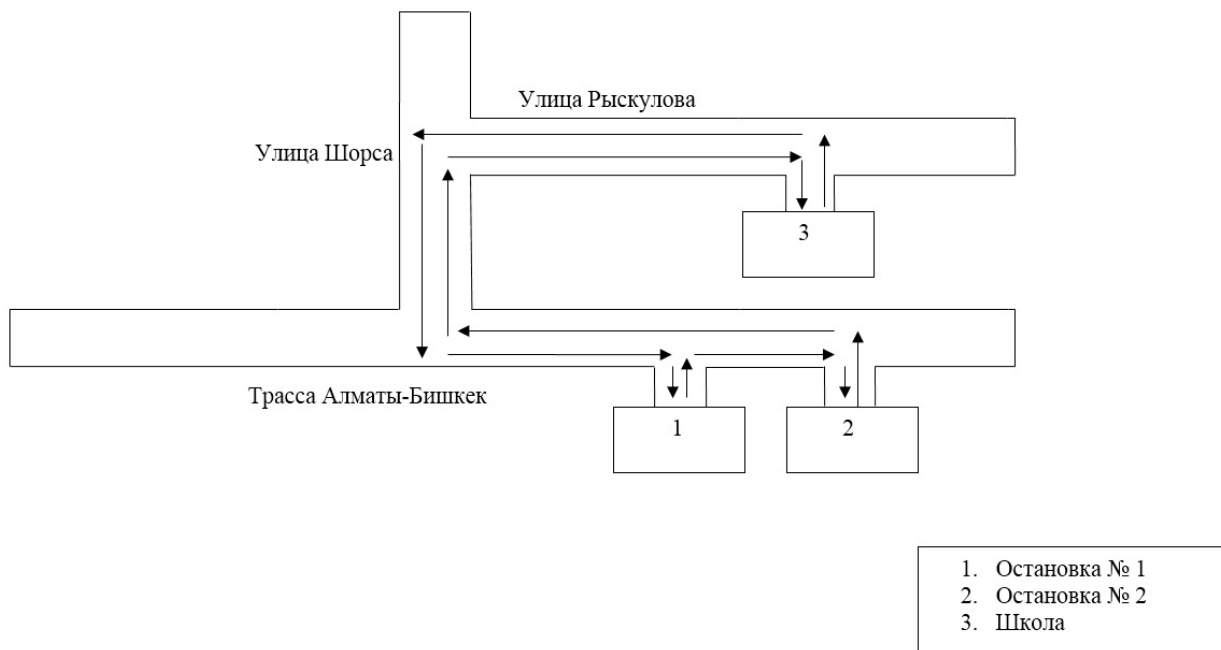 Улица Рыскулова
Улица Шорса
3
Трасса Алматы-Бишкек
1
2
1. Остановка № 1
2. Остановка № 2
3. Школа